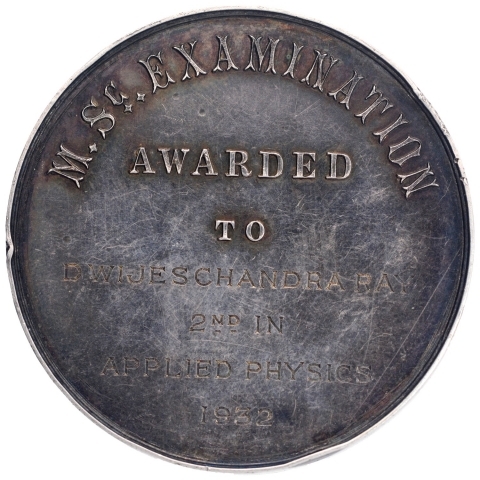 M. Sc. EXAMINATION
AWARDED
TO
DWIJESCHANDRA RAY
2ND IN
APPLIED PHYSICS
1932